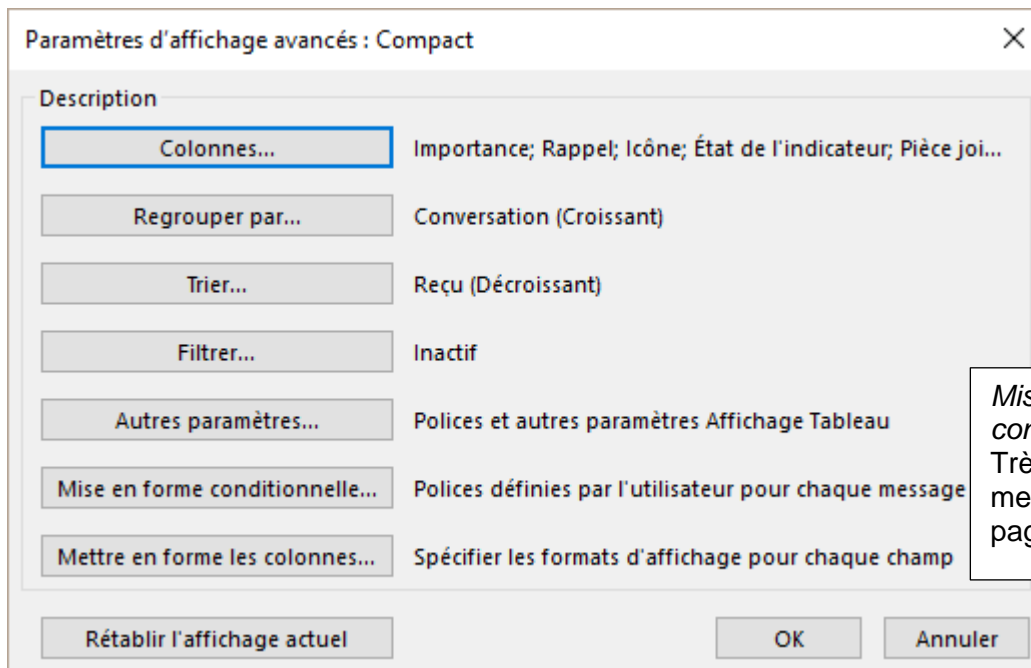 Paramètres d'affichage avancés : Compact
Description
Colonnes... Importance; Rappel; Icône; État de l'indicateur; Pièce joi...
Regrouper par... Conversation (Croissant)
Trier... Reçu (Décroissant)
Filtrer... Inactif
Autres paramètres... Polices et autres paramètres Affichage Tableau
Mise en forme conditionnelle... Polices définies par l'utilisateur pour chaque message
Mettre en forme les colonnes... Spécifier les formats d'affichage pour chaque champ
Rétablir l'affichage actuel OK Annuler